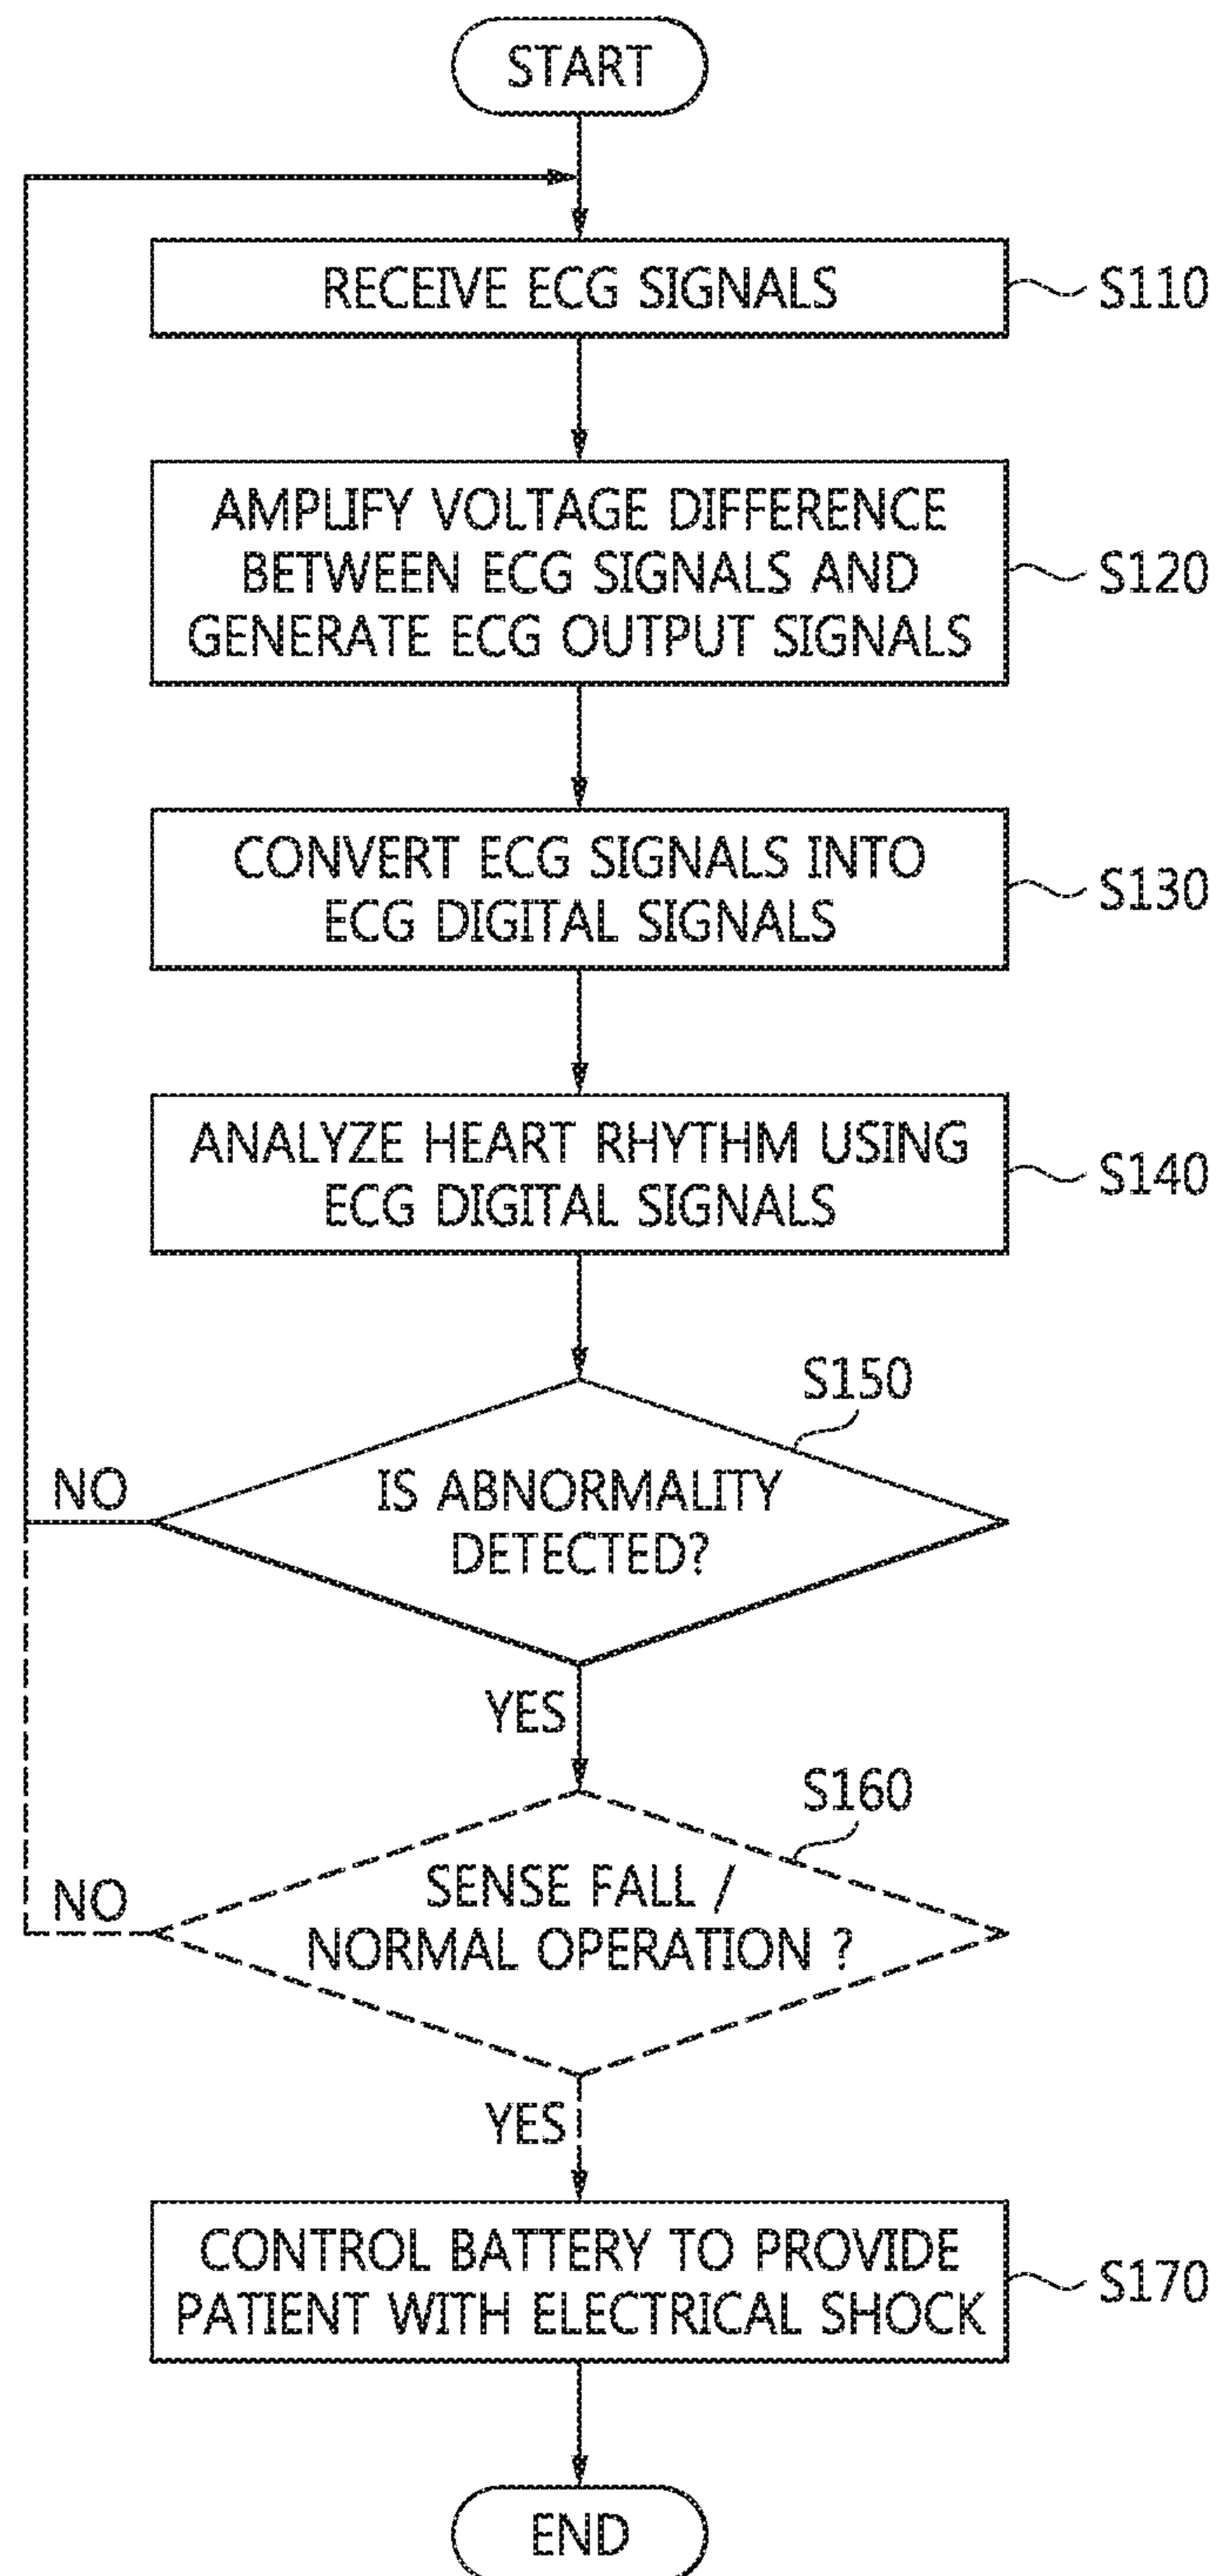 START
RECEIVE ECG SIGNALS
S110
AMPLIFY VOLTAGE DIFFERENCE
BETWEEN ECG SIGNALS AND
GENERATE ECG OUTPUT SIGNALS
S120
CONVERT ECG SIGNALS INTO
ECG DIGITAL SIGNALS
S130
ANALYZE HEART RHYTHM USING
ECG DIGITAL SIGNALS
S140
S150
IS ABNORMALITY
DETECTED?
NO
YES
S160
SENSE FALL /
NORMAL OPERATION ?
NO
YES
CONTROL BATTERY TO PROVIDE
PATIENT WITH ELECTRICAL SHOCK
S170
END